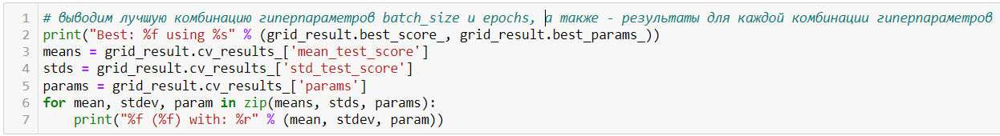 1 # выводим лучшую комбинацию гиперпараметров batch_size и epochs, а также - результаты для каждой комбинации гиперпараметров
2 print("Best: %f using %s" % (grid_result.best_score_, grid_result.best_params_))
3 means = grid_result.cv_results_['mean_test_score']
4 stds = grid_result.cv_results_['std_test_score']
5 params = grid_result.cv_results_['params']
6 for mean, stdev, param in zip(means, stds, params):
7     print("%f (%f) with: %r" % (mean, stdev, param))